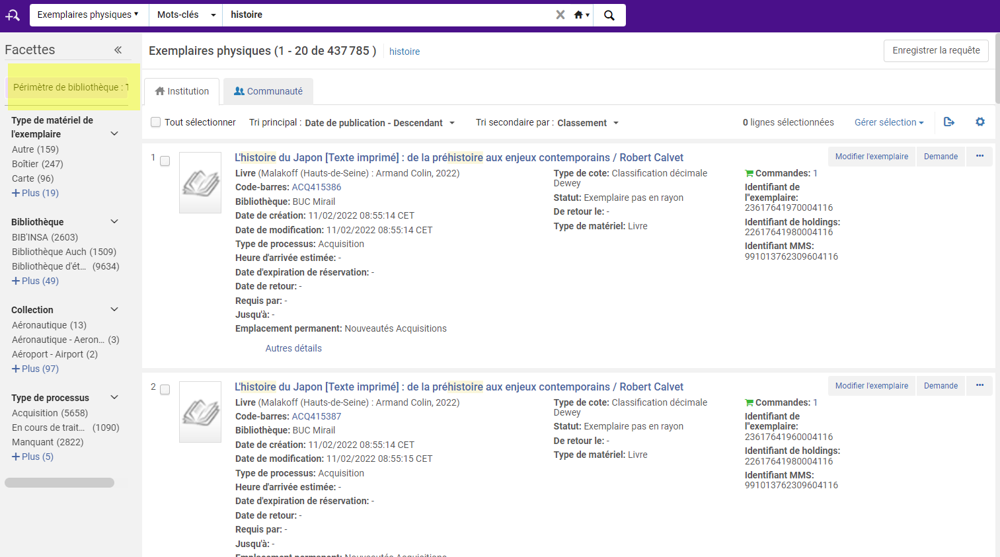 Exemplaires physiques Mots-clés histoire
Facettes
Périmètre de bibliothèque : 1
Type de matériel de
l'exemplaire
Autre (159)
Boîtier (247)
Carte (96)
Plus (19)
Bibliothèque
BIB'INSA (2603)
Bibliothèque Auch (1509)
Bibliothèque d'ét... (9634)
Plus (49)
Collection
Aéronautique (13)
Aéronautique - Aeron... (3)
Aéroport - Airport (2)
Plus (97)
Type de processus
Acquisition (5658)
En cours de trait... (1090)
Manquant (2822)
Plus (5)
Exemplaires physiques (1 - 20 de 437 785 ) histoire
Enregistrer la requête
Institution Communauté
Tout sélectionner Tri principal : Date de publication - Descendant Tri secondaire par : Classement
0 lignes sélectionnées Gérer sélection
1 L'histoire du Japon [Texte imprimé] : de la préhistoire aux enjeux contemporains / Robert Calvet
Modifier l'exemplaire Demande ...
Livre (Malakoff (Hauts-de-Seine) : Armand Colin, 2022)
Code-barres: ACQ415386
Bibliothèque: BUC Mirail
Date de création: 11/02/2022 08:55:14 CET
Date de modification: 11/02/2022 08:55:14 CET
Type de processus: Acquisition
Heure d'arrivée estimée: -
Date d'expiration de réservation: -
Date de retour: -
Requis par: -
Jusqu'à: -
Emplacement permanent: Nouveautés Acquisitions
Autres détails
Type de cote: Classification décimale
Dewey
Statut: Exemplaire pas en rayon
De retour le: -
Type de matériel: Livre
Commandes: 1
Identifiant de
l"exemplaire:
23617641970004116
Identifiant de holdings:
22617641980004116
Identifiant MMS:
991013762309604116
2 L'histoire du Japon [Texte imprimé] : de la préhistoire aux enjeux contemporains / Robert Calvet
Modifier l'exemplaire Demande ...
Livre (Malakoff (Hauts-de-Seine) : Armand Colin, 2022)
Code-barres: ACQ415387
Bibliothèque: BUC Mirail
Date de création: 11/02/2022 08:55:14 CET
Date de modification: 11/02/2022 08:55:15 CET
Type de processus: Acquisition
Heure d'arrivée estimée: -
Date d'expiration de réservation: -
Date de retour: -
Requis par: -
Jusqu'à: -
Emplacement permanent: Nouveautés Acquisitions
Type de cote: Classification décimale
Dewey
Statut: Exemplaire pas en rayon
De retour le: -
Type de matériel: Livre
Commandes: 1
Identifiant de
l"exemplaire:
23617641960004116
Identifiant de holdings:
22617641980004116
Identifiant MMS:
991013762309604116